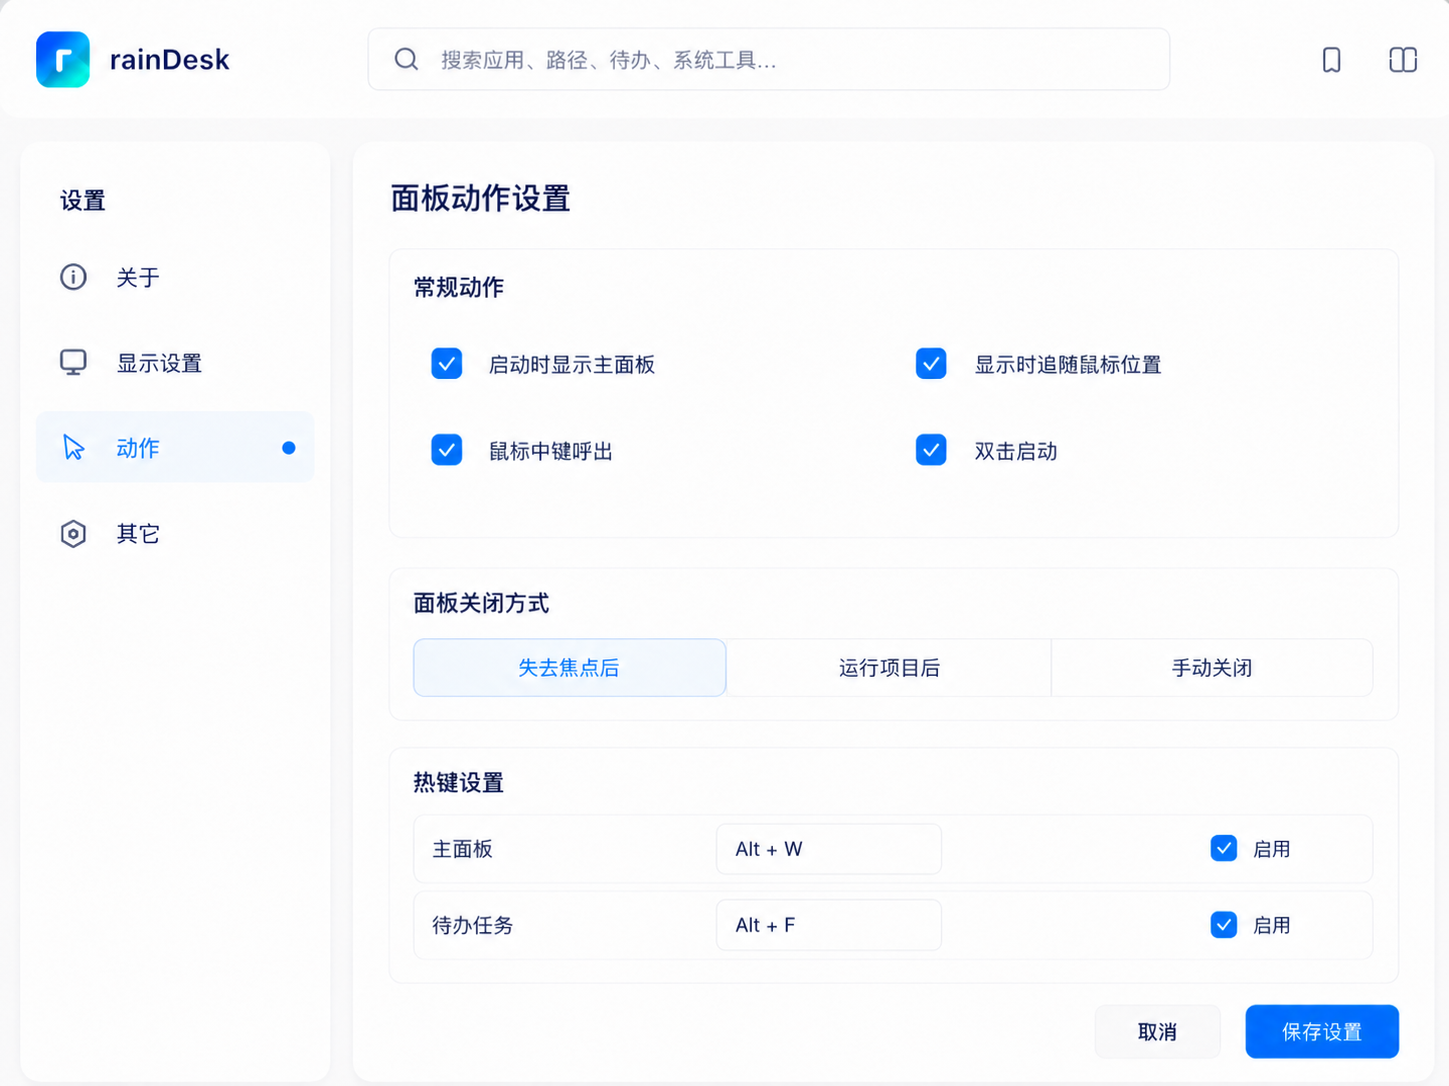 rainDesk
搜索应用、路径、待办、系统工具...
设置
关于
显示设置
动作
其它
面板动作设置
常规动作
启动时显示主面板
显示时追随鼠标位置
鼠标中键呼出
双击启动
面板关闭方式
失去焦点后
运行项目后
手动关闭
热键设置
主面板
Alt + W
启用
待办任务
Alt + F
启用
取消
保存设置